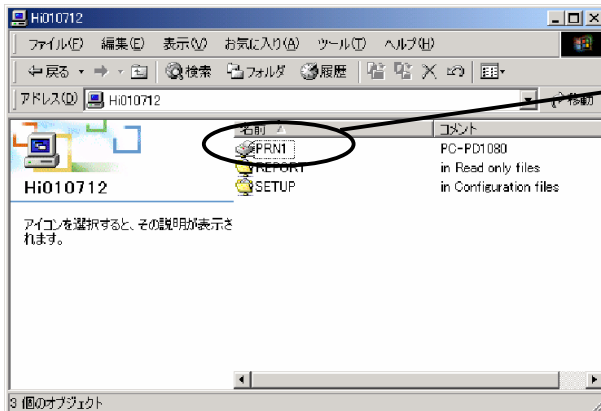 Hi010712
ファイル(F) 編集(E) 表示(V) お気に入り(A) ツール(T) ヘルプ(H)
戻る 検索 フォルダ 履歴
アドレス(D) Hi010712 移動
名前 コメント
PRN1 PC-PD1080
REPORT in Read only files
SETUP in Configuration files
Hi010712
アイコンを選択すると、その説明が表示さ
れます。
3 個のオブジェクト